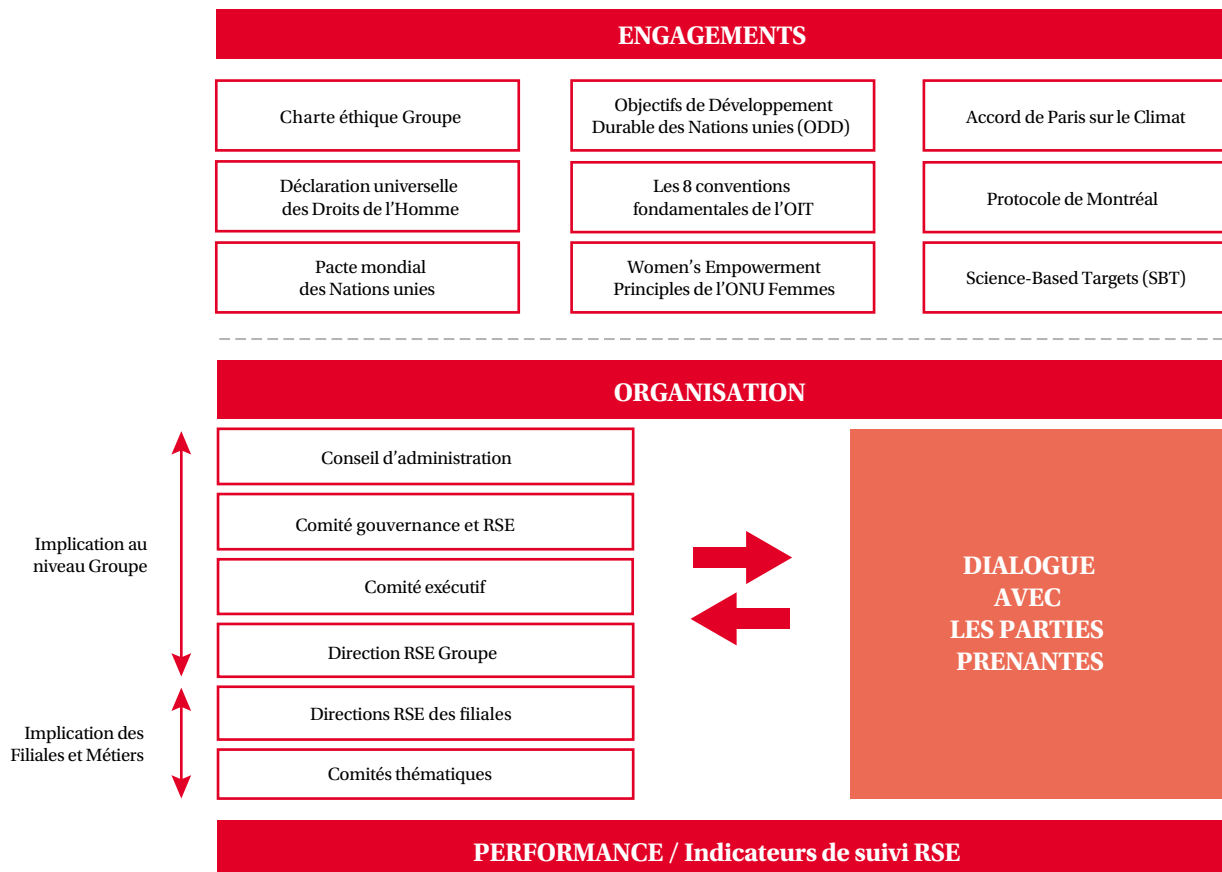 ENGAGEMENTS
Charte éthique Groupe
Objectifs de Développement
Durable des Nations unies (ODD)
Accord de Paris sur le Climat
Déclaration universelle
des Droits de l’Homme
Les 8 conventions
fondamentales de l’OIT
Protocole de Montréal
Pacte mondial
des Nations unies
Women’s Empowerment
Principles de l’ONU Femmes
Science-Based Targets (SBT)
ORGANISATION
Implication au
niveau Groupe
Conseil d’administration
Comité gouvernance et RSE
Comité exécutif
Direction RSE Groupe
Implication des
Filiales et Métiers
Directions RSE des filiales
Comités thématiques
DIALOGUE
AVEC
LES PARTIES
PRENANTES
PERFORMANCE / Indicateurs de suivi RSE